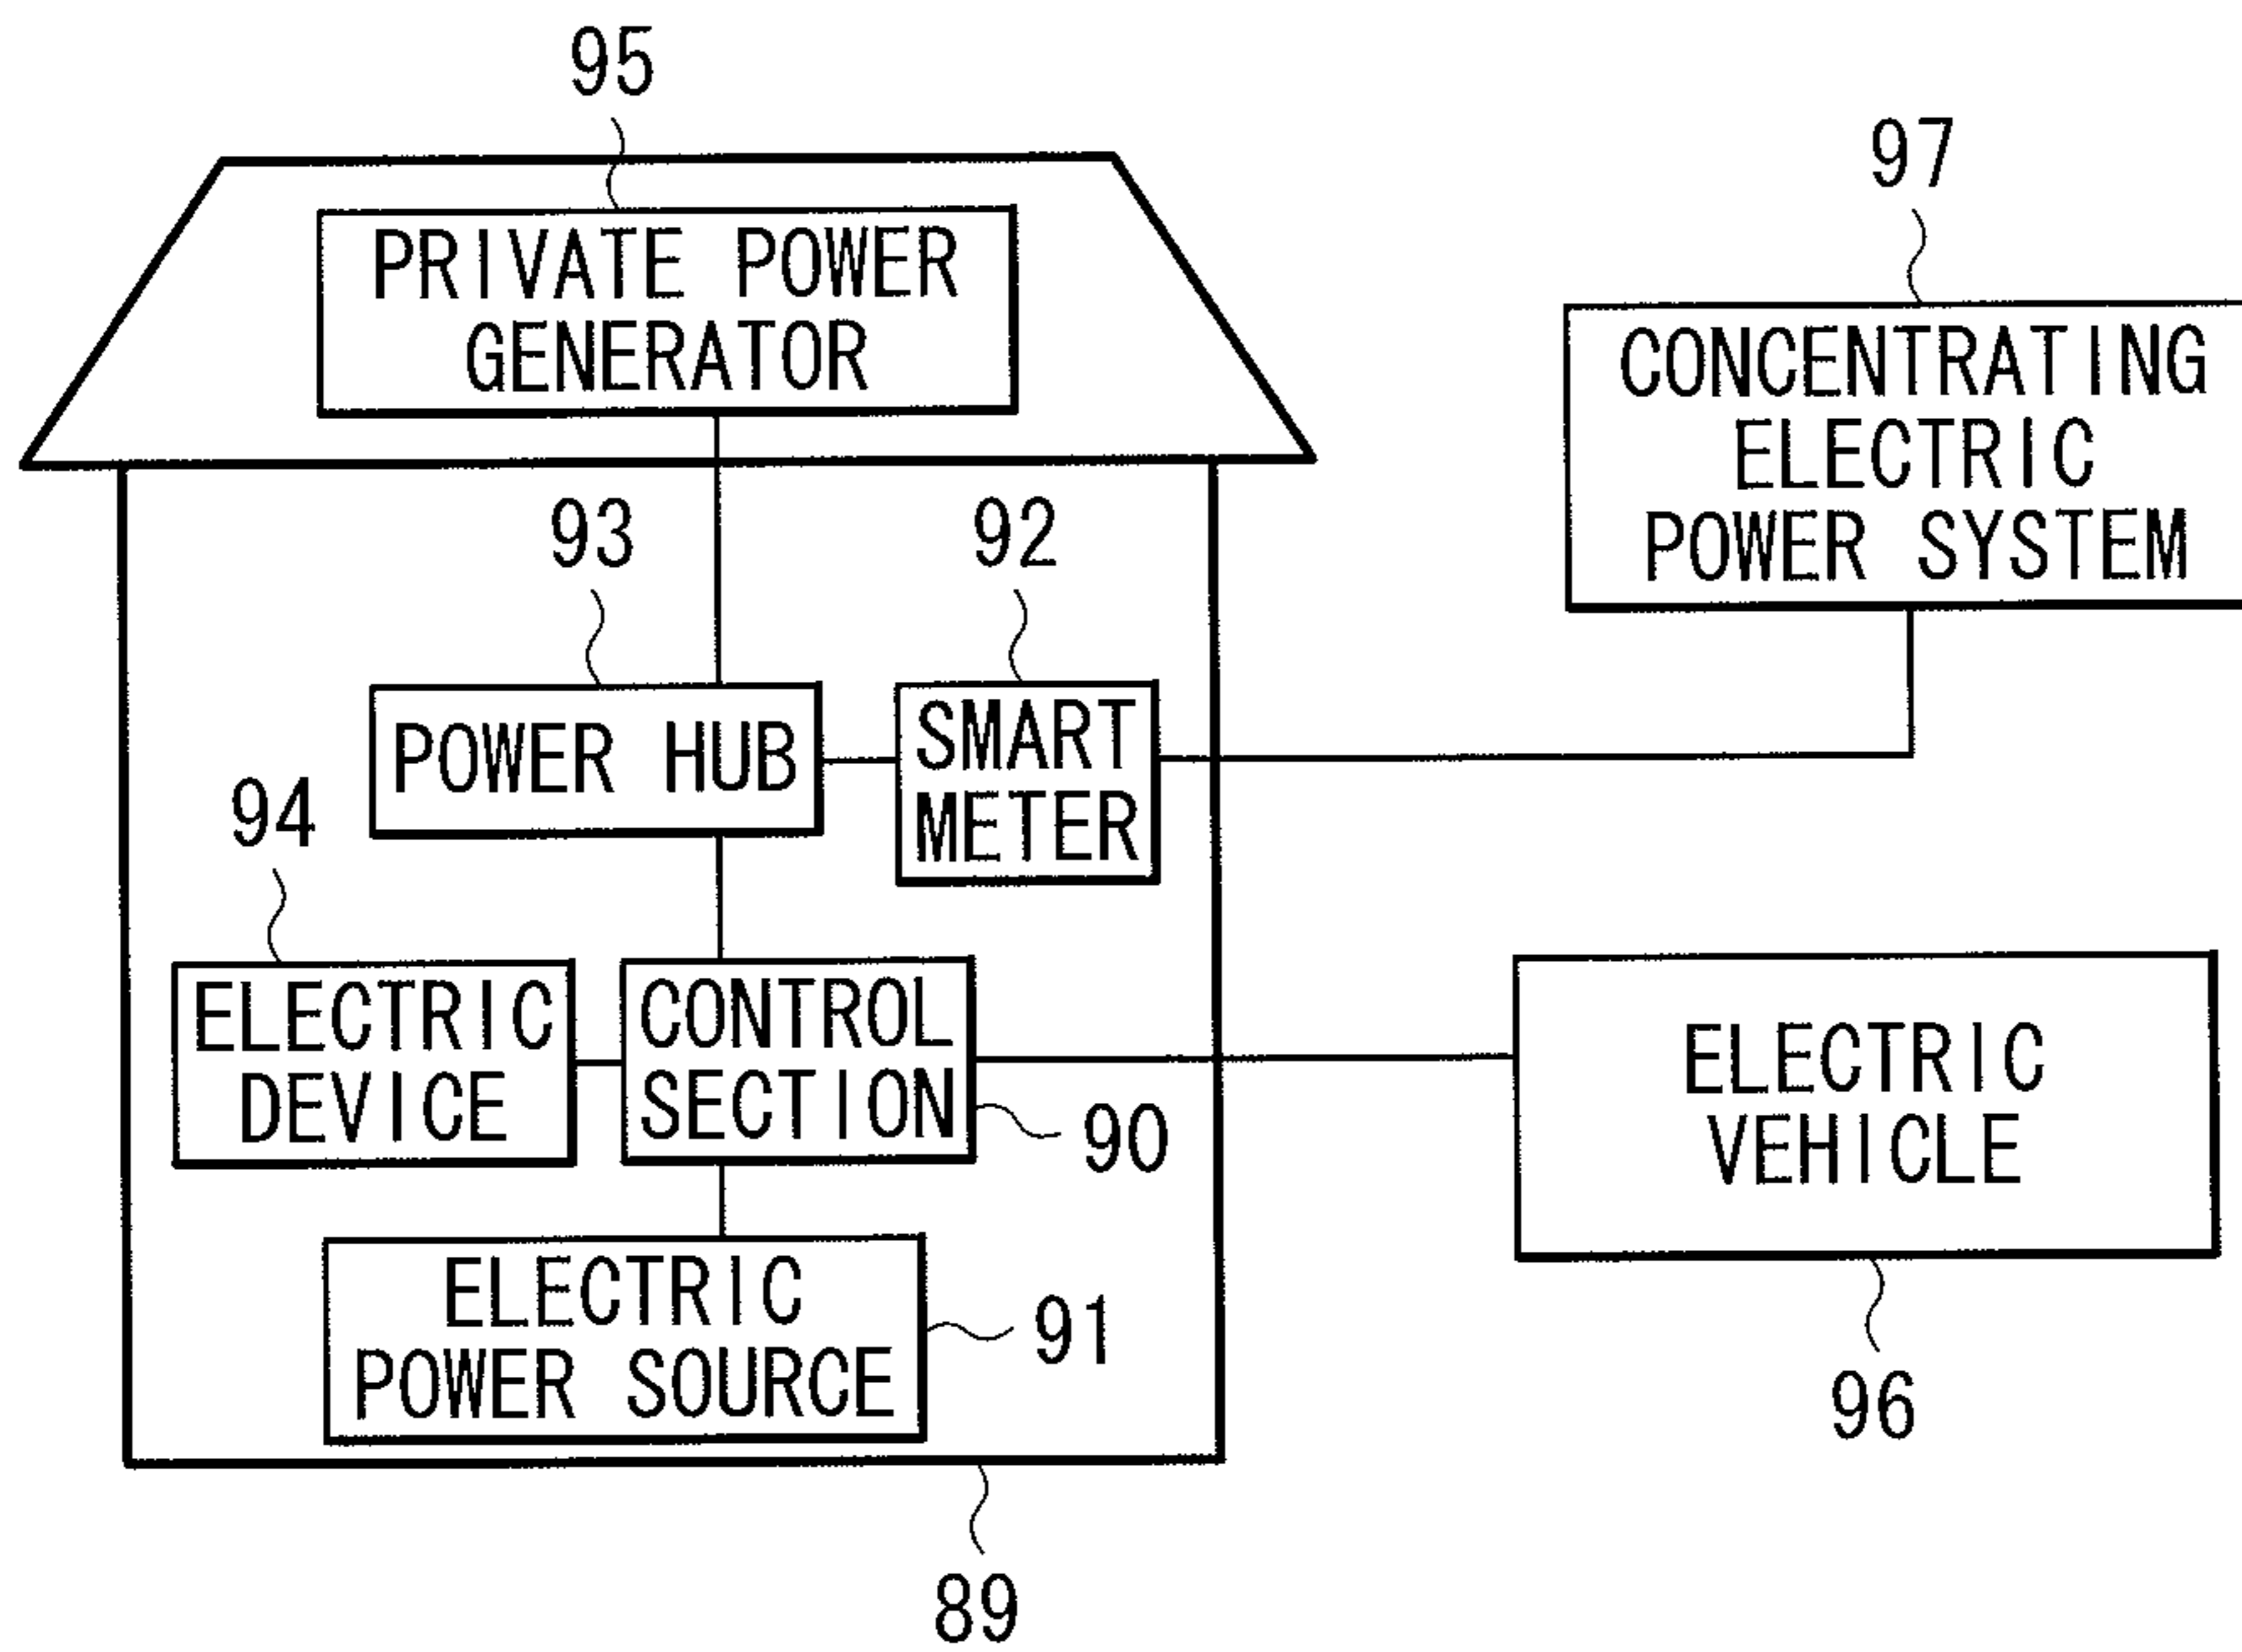 95
PRIVATE POWER
GENERATOR
97
CONCENTRATING
ELECTRIC
POWER SYSTEM
93
92
POWER HUB
SMART
METER
94
ELECTRIC
DEVICE
CONTROL
SECTION
90
ELECTRIC
VEHICLE
96
ELECTRIC
POWER SOURCE
91
89